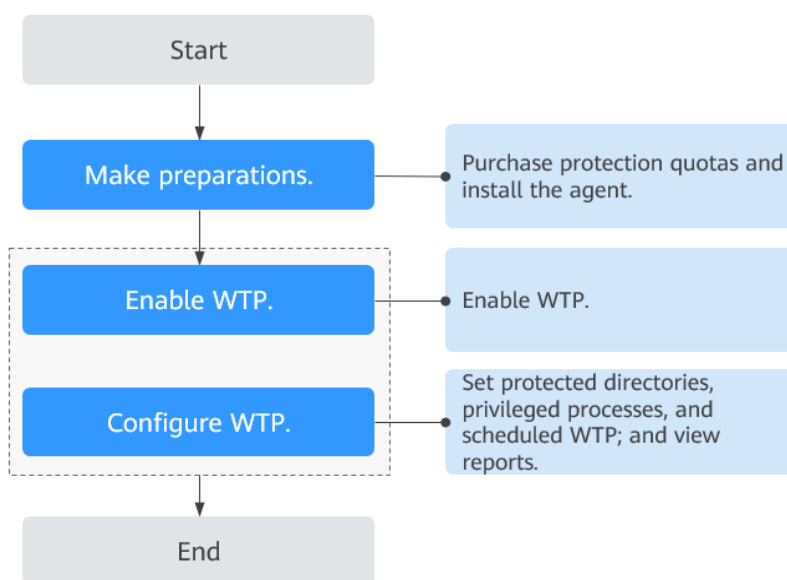 Start
Make preparations.
Purchase protection quotas and
install the agent.
Enable WTP.
Enable WTP.
Configure WTP.
Set protected directories,
privileged processes, and
scheduled WTP; and view
reports.
End